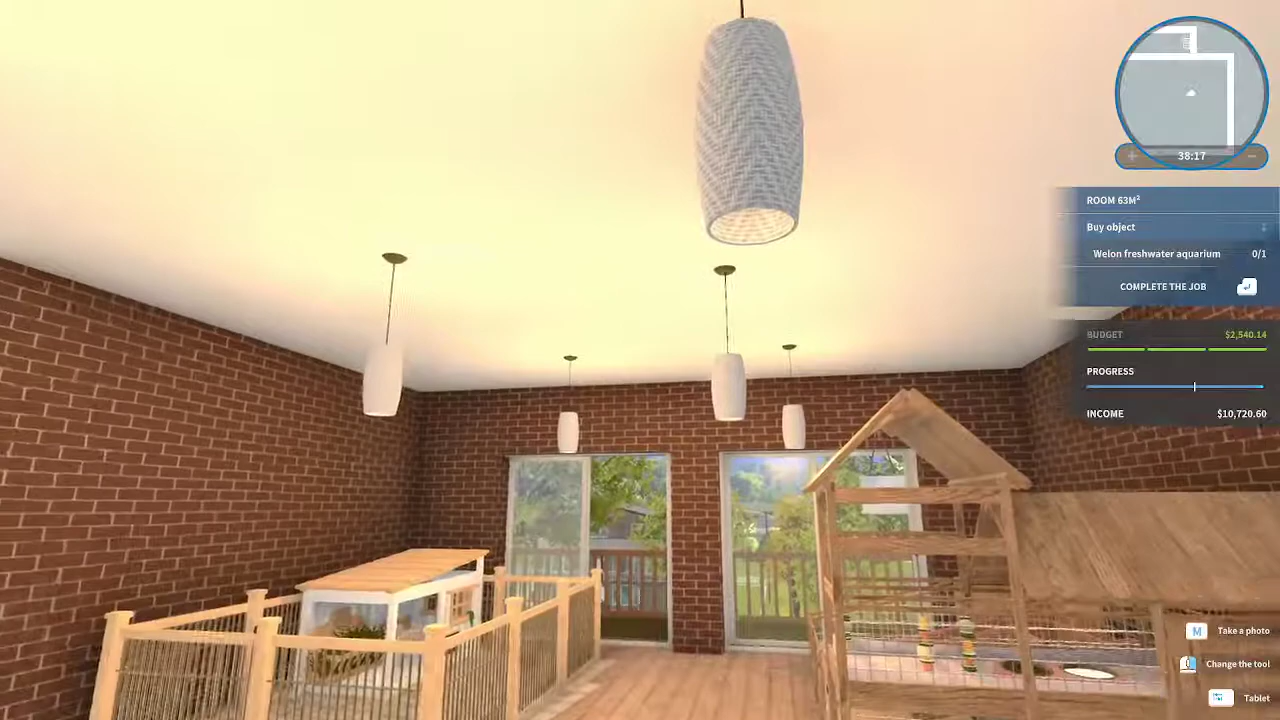 38:17
ROOM 63M²
Buy object
Welon freshwater aquarium 0/1
COMPLETE THE JOB
BUDGET $2,540.14
PROGRESS
INCOME $10,720.60
M Take a photo
Change the tool
Tablet